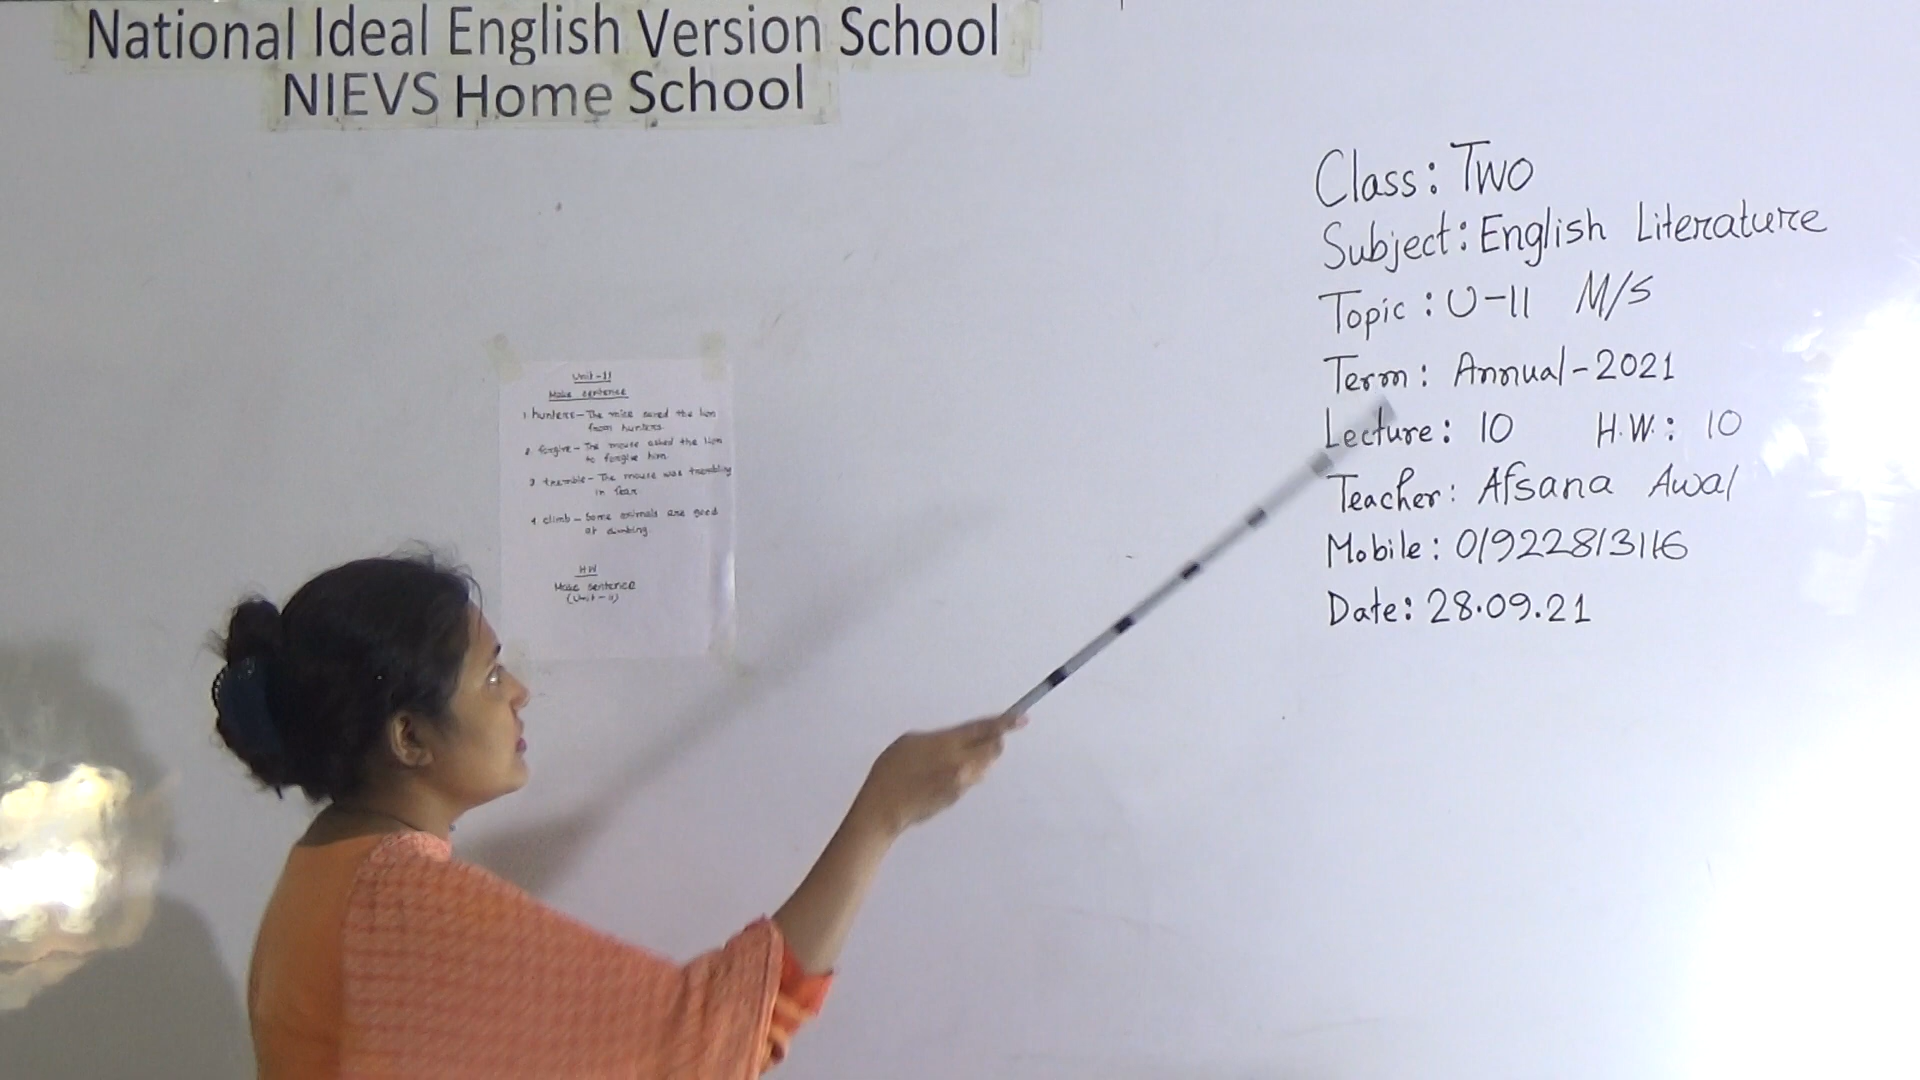 National Ideal English Version School
NIEVS Home School
Unit-11
Make sentence
1. hunters - The mice saved the lion
from hunters.
2. forgive - The mouse asked the Lion
to forgive him.
3 tremble - The mouse was trembling
in fear
4. climb - Some animals are good
at climbing.
HW
Make sentence
(Unit-11)
Class: Two
Subject: English Literature
Topic: U-11 M/S
Term: Annual-2021
Lecture: 10 H.W.: 10
Teacher: Afsana Awal
Mobile: 01922813116
Date: 28.09.21